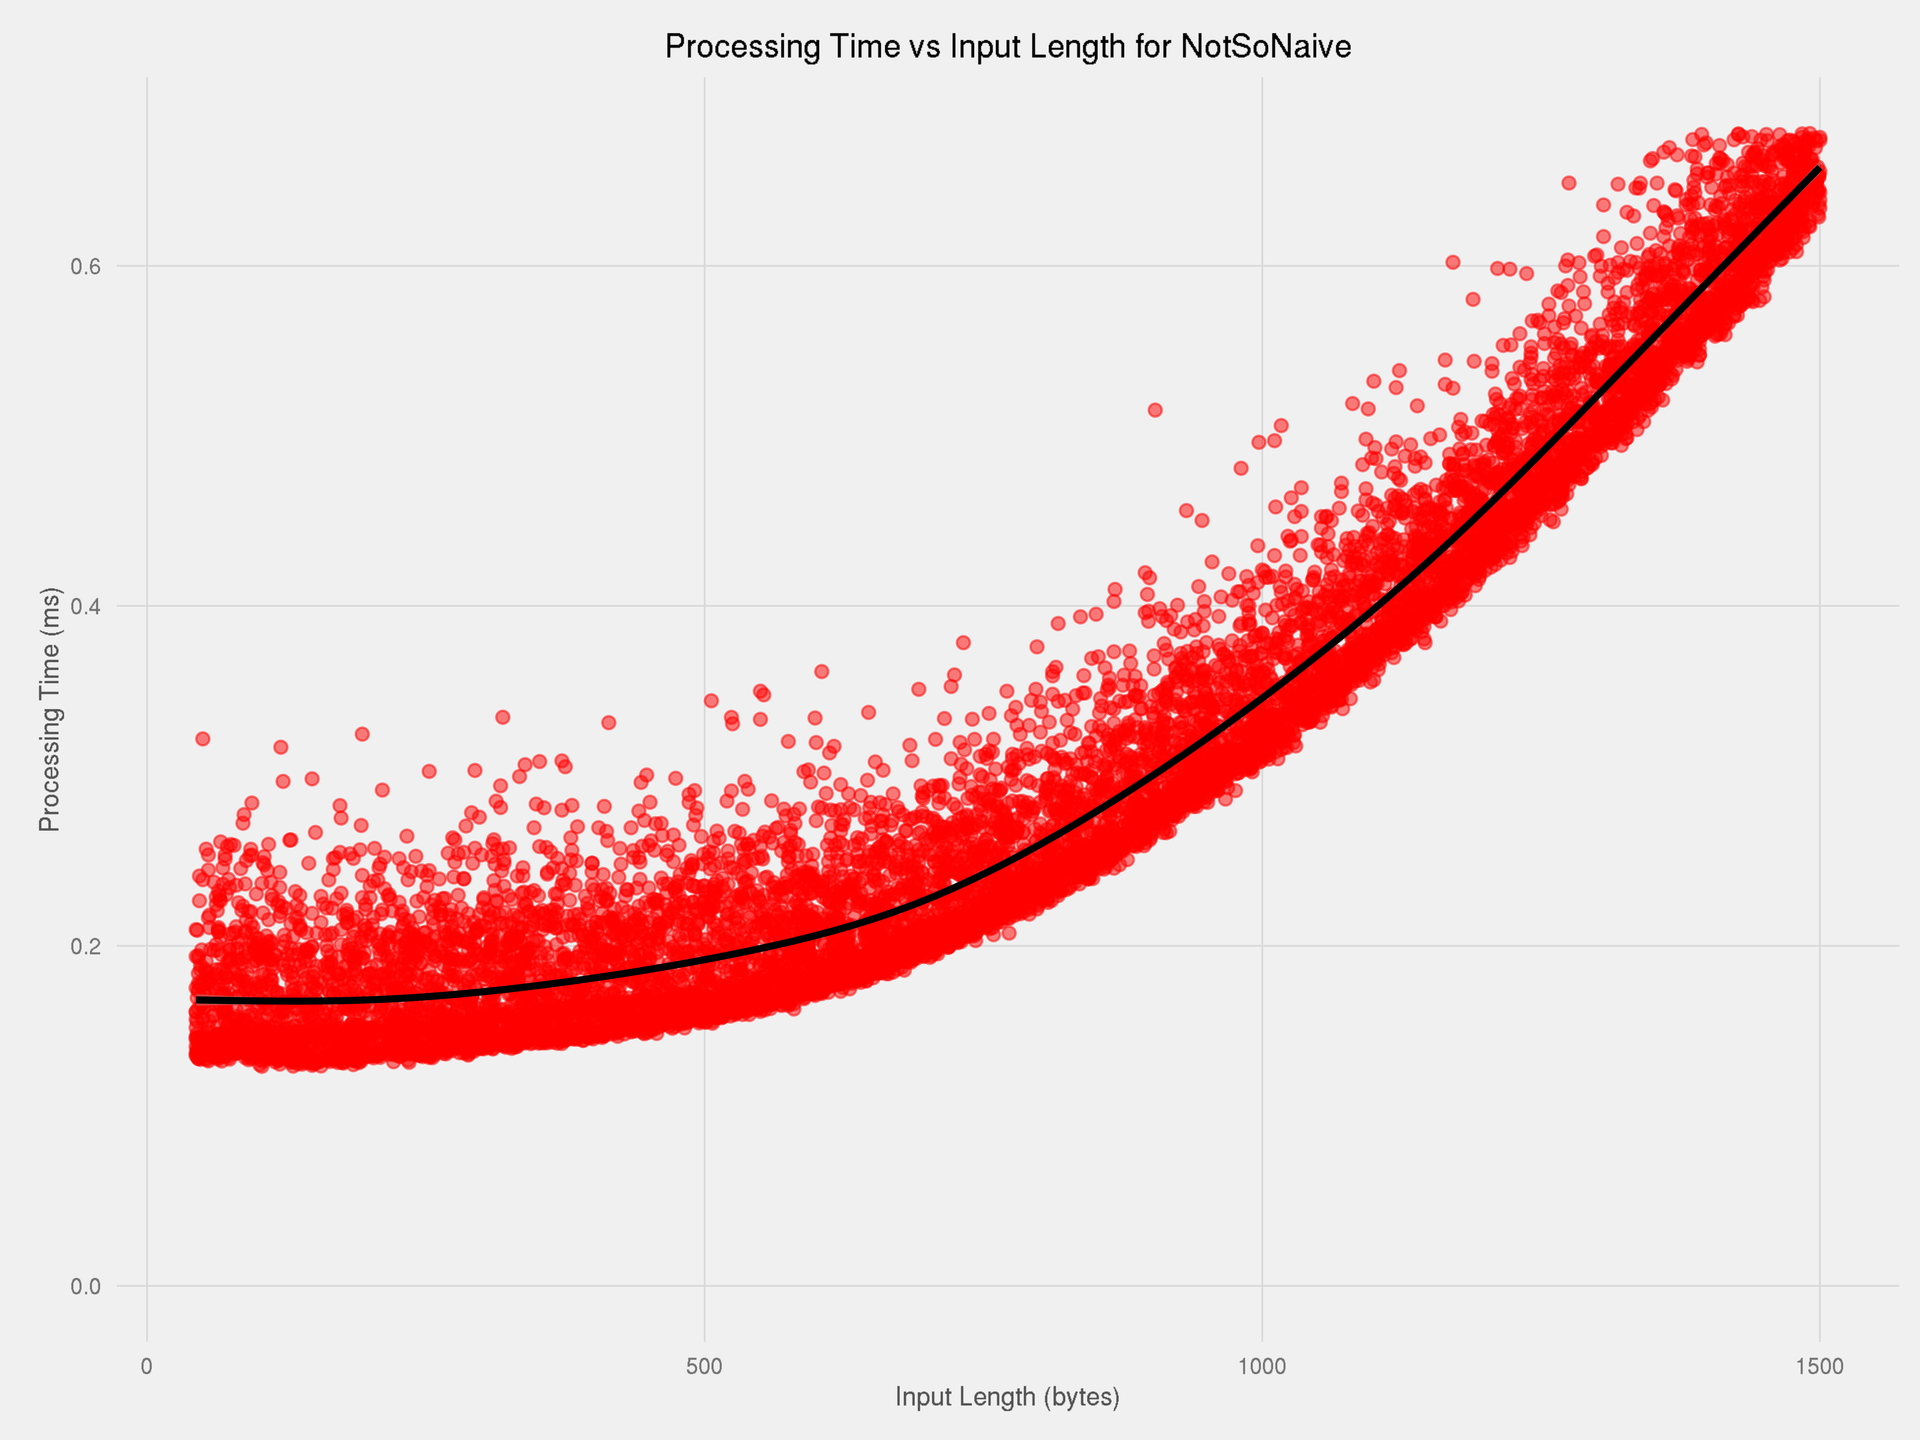 Processing Time vs Input Length for NotSoNaive
Processing Time (ms)
0.6
0.4
0.2
0.0
0 500 1000 1500
Input Length (bytes)